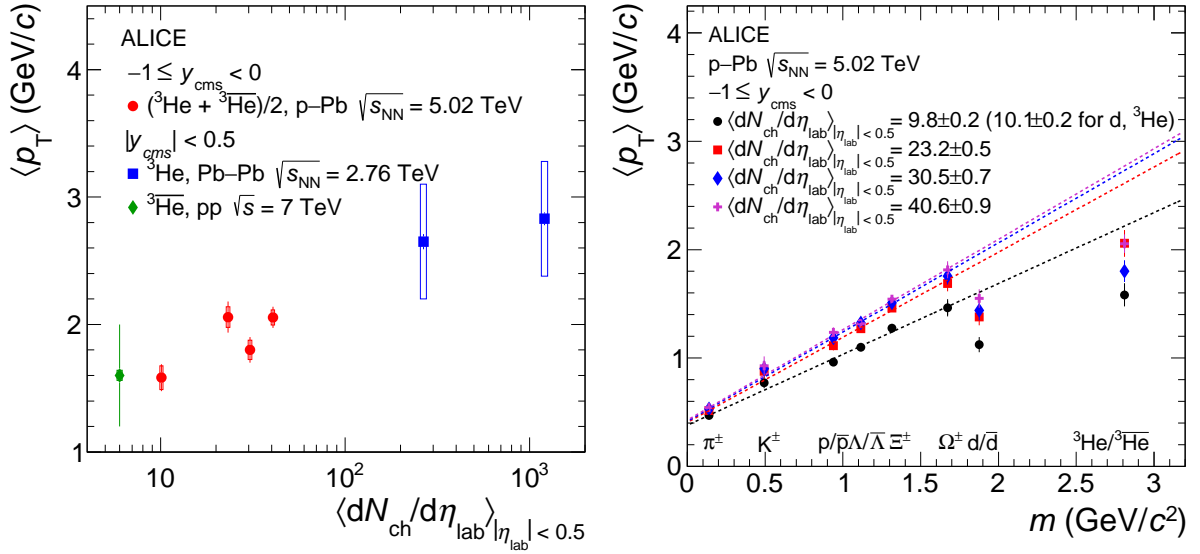 ALICE
−1 ≤ y_cms < 0
(³He + ³H̅e̅)/2, p–Pb √s_NN = 5.02 TeV
|y_cms| < 0.5
³He, Pb–Pb √s_NN = 2.76 TeV
³H̅e̅, pp √s = 7 TeV
⟨p_T⟩ (GeV/c)
4
3
2
1
10
10²
10³
⟨dN_ch/dη_lab⟩_|η_lab| < 0.5
ALICE
p–Pb √s_NN = 5.02 TeV
−1 ≤ y_cms < 0
⟨dN_ch/dη_lab⟩_|η_lab| < 0.5 = 9.8±0.2 (10.1±0.2 for d, ³He)
⟨dN_ch/dη_lab⟩_|η_lab| < 0.5 = 23.2±0.5
⟨dN_ch/dη_lab⟩_|η_lab| < 0.5 = 30.5±0.7
⟨dN_ch/dη_lab⟩_|η_lab| < 0.5 = 40.6±0.9
⟨p_T⟩ (GeV/c)
4
3
2
1
0
π± K± p/p̅ Λ/Λ̅ Ξ± Ω± d/d̅ ³He/³H̅e̅
0 0.5 1 1.5 2 2.5 3
m (GeV/c²)